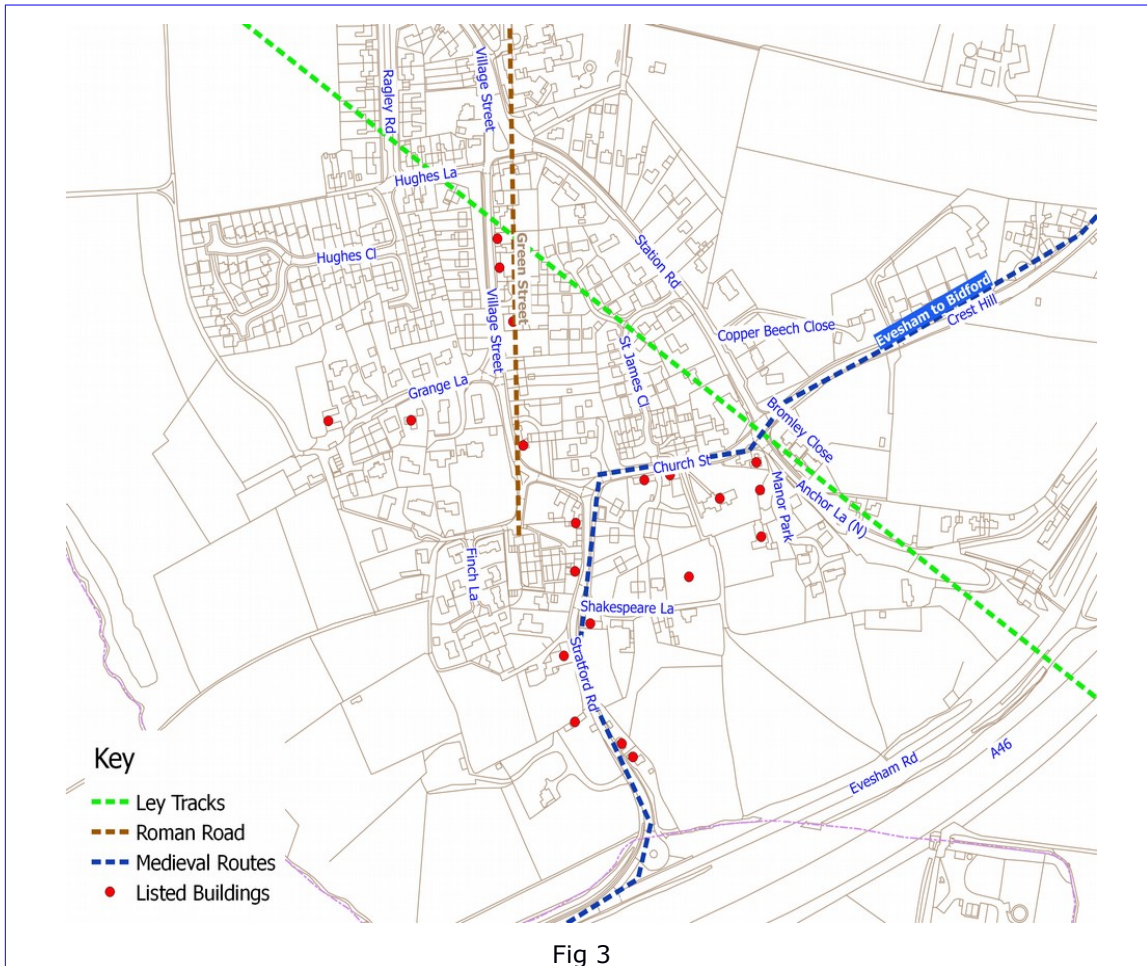 Village Street
Ragley Rd
Hughes La
Green Street
Station Rd
Hughes Cl
Evesham to Bidford
Crest Hill
Village Street
Copper Beech Close
St James Cl
Grange La
Bromley Close
Church St
Manor Park
Anchor La (N)
Finch La
Shakespeare La
Stratford Rd
A46
Evesham Rd
Key
Ley Tracks
Roman Road
Medieval Routes
Listed Buildings
Fig 3